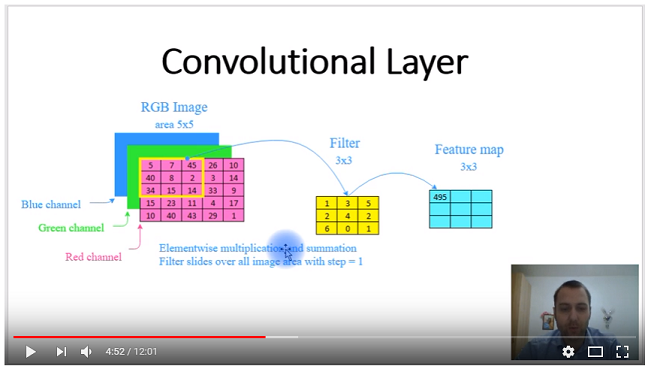 Convolutional Layer
RGB Image
area 5x5
Filter
3x3
Feature map
3x3
5 7 45 26 10
40 8 2 3 14
34 15 14 33 9
15 23 11 4 17
10 40 43 29 1
1 3 5
2 4 2
6 0 1
495
Blue channel
Green channel
Red channel
Elementwise multiplication and summation
Filter slides over all image area with step = 1
4:52 / 12:01